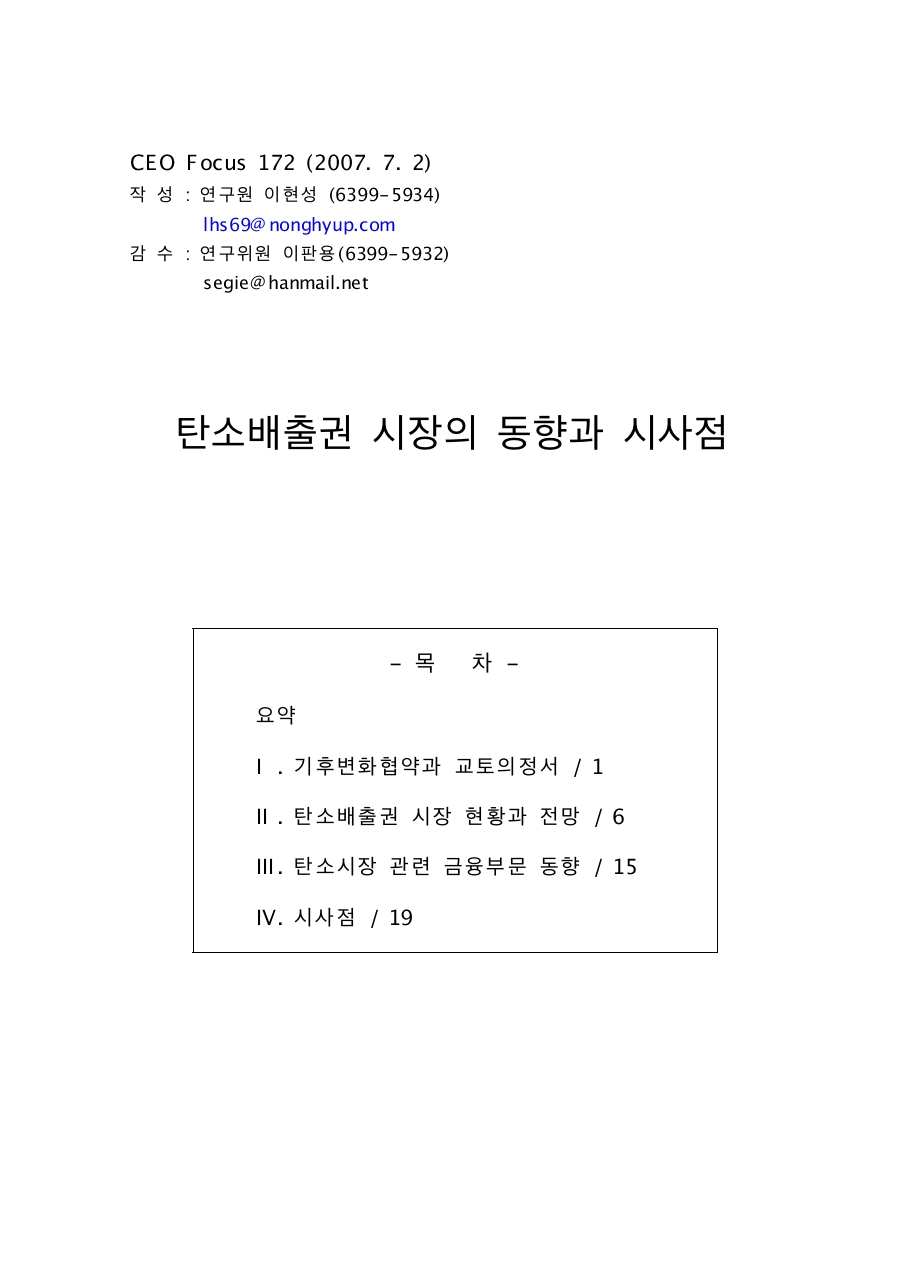 CEO Focus 172 (2007. 7. 2)
작 성 : 연구원 이현성 (6399-5934)
lhs69@nonghyup.com
감 수 : 연구위원 이판용(6399-5932)
segie@hanmail.net
탄소배출권 시장의 동향과 시사점
- 목 차 -
요약
I . 기후변화협약과 교토의정서 / 1
II . 탄소배출권 시장 현황과 전망 / 6
III. 탄소시장 관련 금융부문 동향 / 15
IV. 시사점 / 19